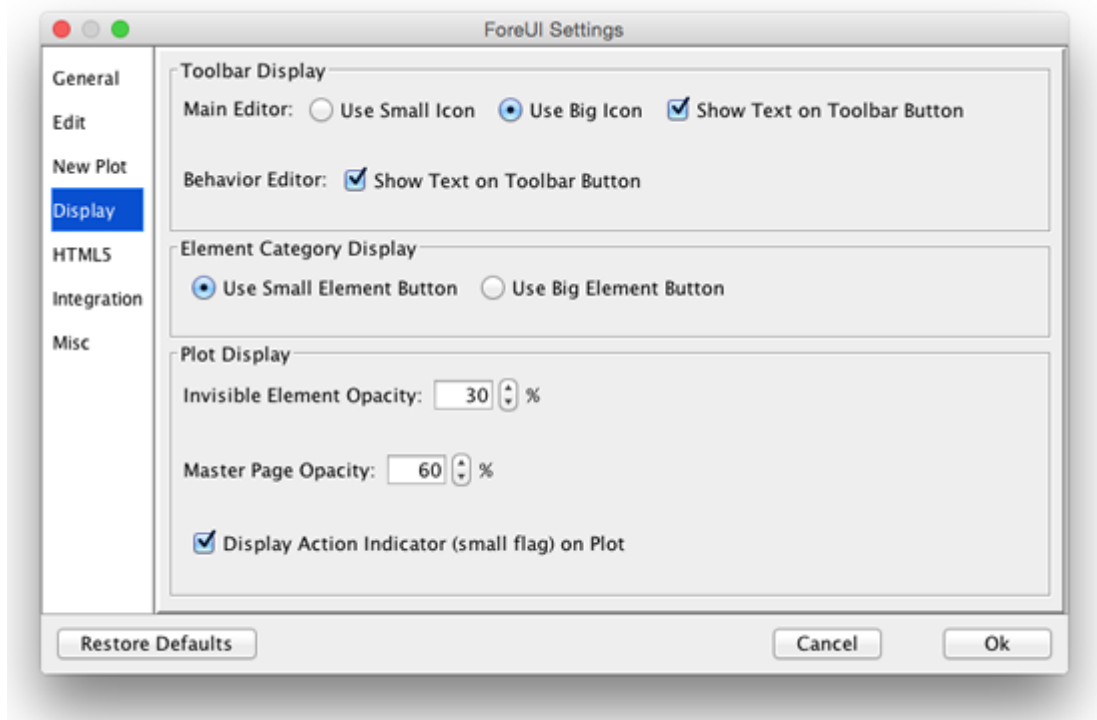 ForeUI Settings
General
Edit
New Plot
Display
HTML5
Integration
Misc
Toolbar Display
Main Editor: Use Small Icon Use Big Icon Show Text on Toolbar Button
Behavior Editor: Show Text on Toolbar Button
Element Category Display
Use Small Element Button Use Big Element Button
Plot Display
Invisible Element Opacity: 30 %
Master Page Opacity: 60 %
Display Action Indicator (small flag) on Plot
Restore Defaults Cancel Ok